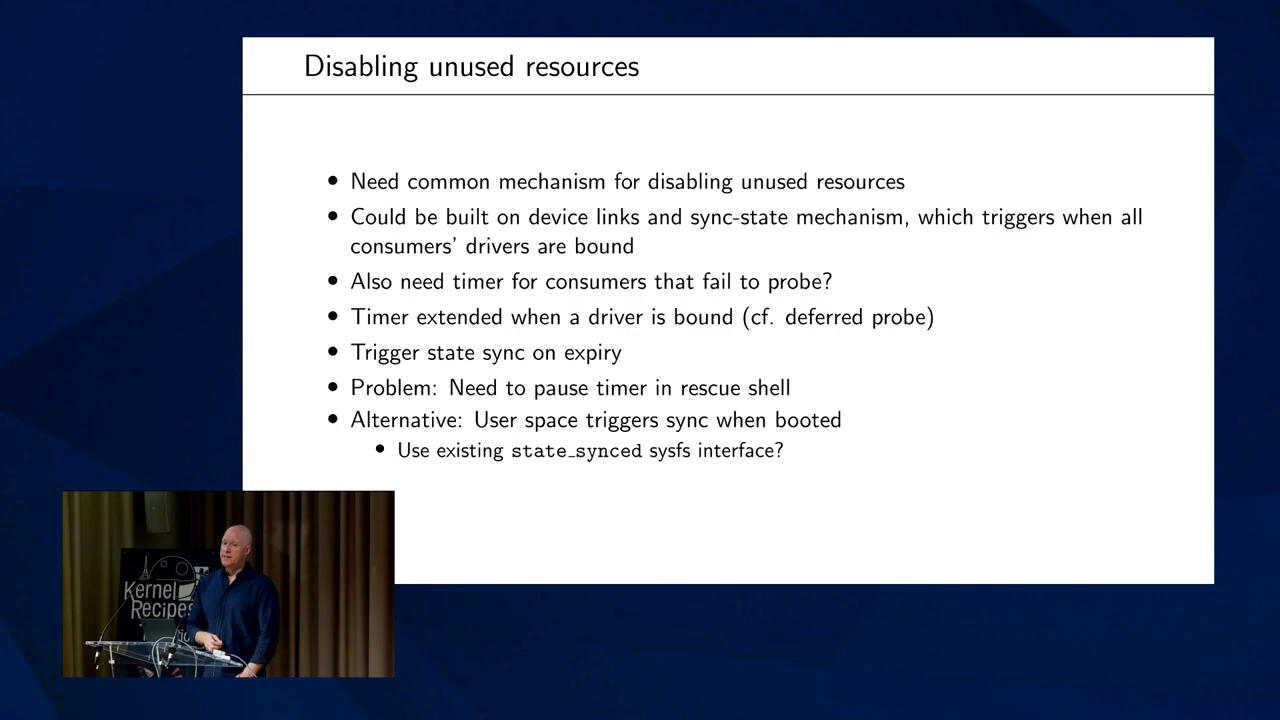 Disabling unused resources
• Need common mechanism for disabling unused resources
• Could be built on device links and sync-state mechanism, which triggers when all
consumers' drivers are bound
• Also need timer for consumers that fail to probe?
• Timer extended when a driver is bound (cf. deferred probe)
• Trigger state sync on expiry
• Problem: Need to pause timer in rescue shell
• Alternative: User space triggers sync when booted
• Use existing state_synced sysfs interface?
Kernel
Recipes